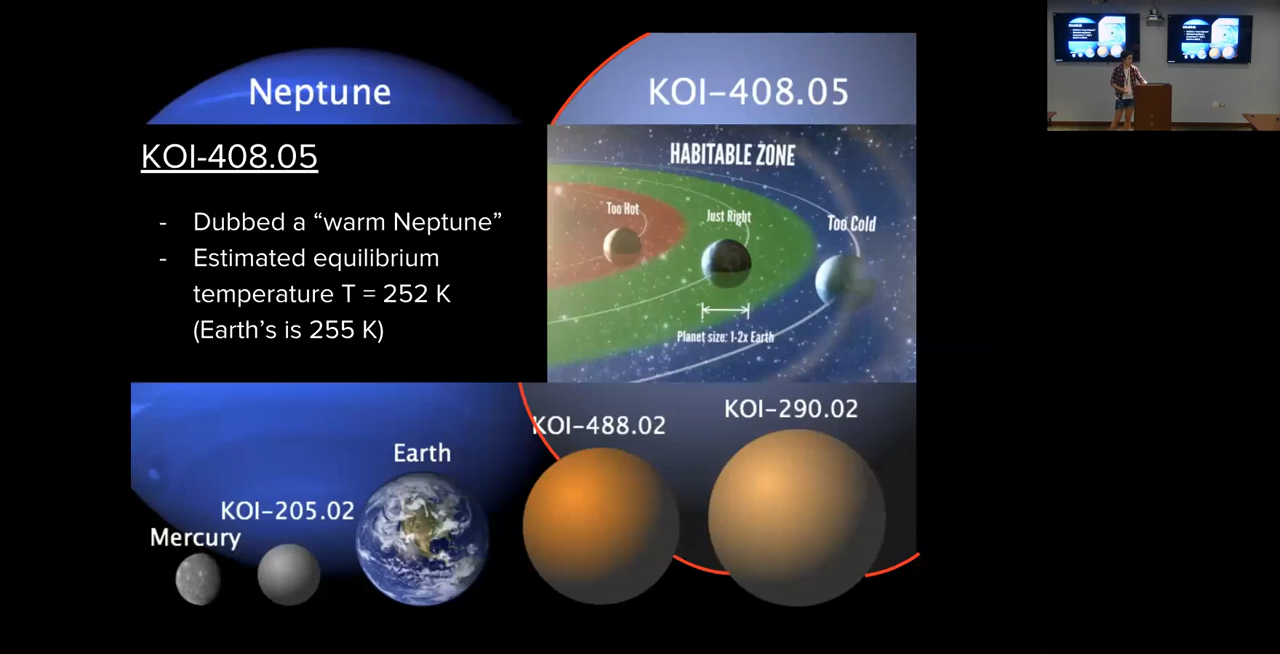 Neptune
KOI-408.05
KOI-408.05
- Dubbed a “warm Neptune”
- Estimated equilibrium
temperature T = 252 K
(Earth’s is 255 K)
HABITABLE ZONE
Too Hot
Just Right
Too Cold
Planet size: 1-2x Earth
KOI-290.02
KOI-488.02
Earth
KOI-205.02
Mercury